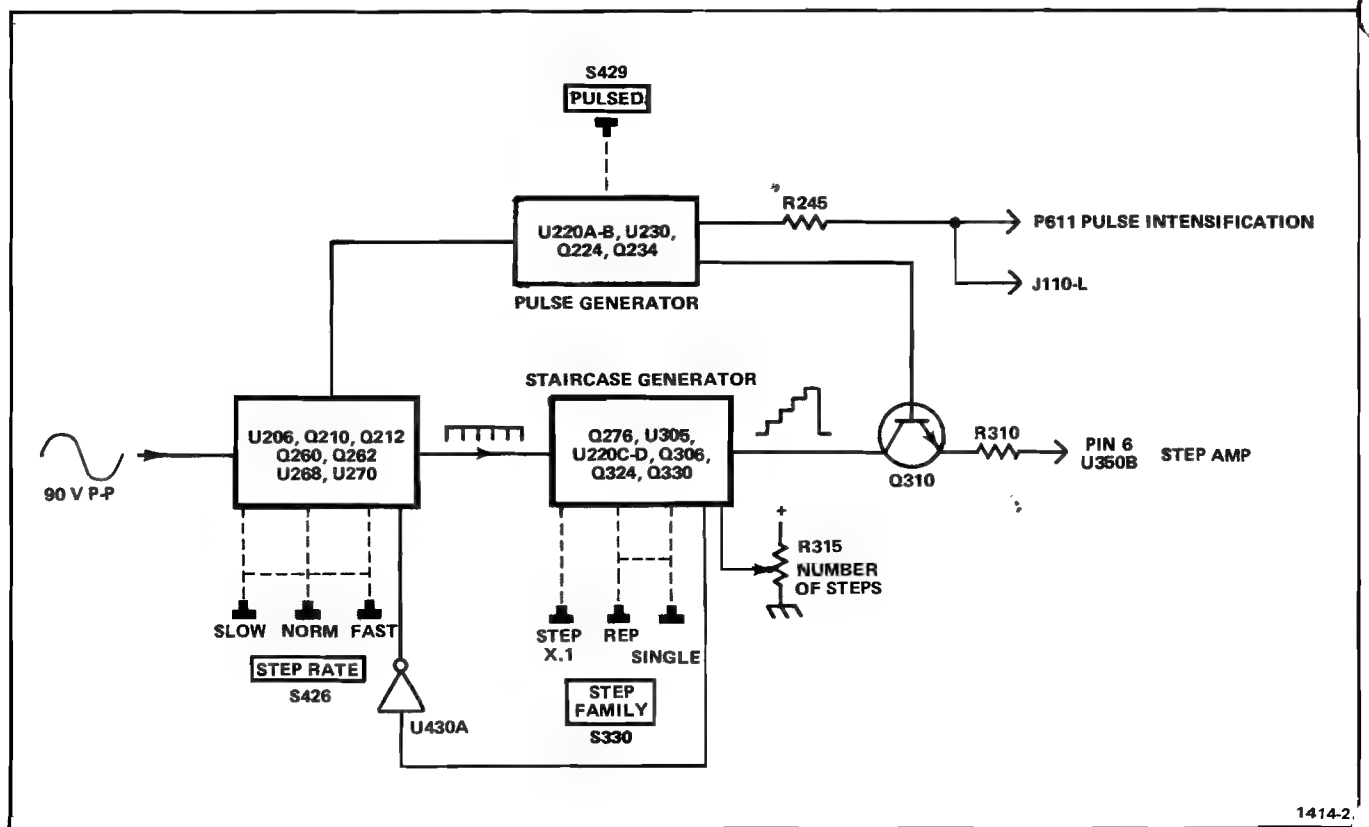 S429
PULSED
R245
U220A-B, U230,
Q224, Q234
P611 PULSE INTENSIFICATION
PULSE GENERATOR
J110-L
STAIRCASE GENERATOR
U206, Q210, Q212
Q260, Q262
U268, U270
Q276, U305,
U220C-D, Q306,
Q324, Q330
R310
PIN 6
U350B
STEP AMP
Q310
90 V P-P
+
R315
NUMBER
OF STEPS
SLOW NORM FAST
STEP
X.1
REP
SINGLE
STEP RATE
S426
STEP
FAMILY
S330
U430A
1414-2